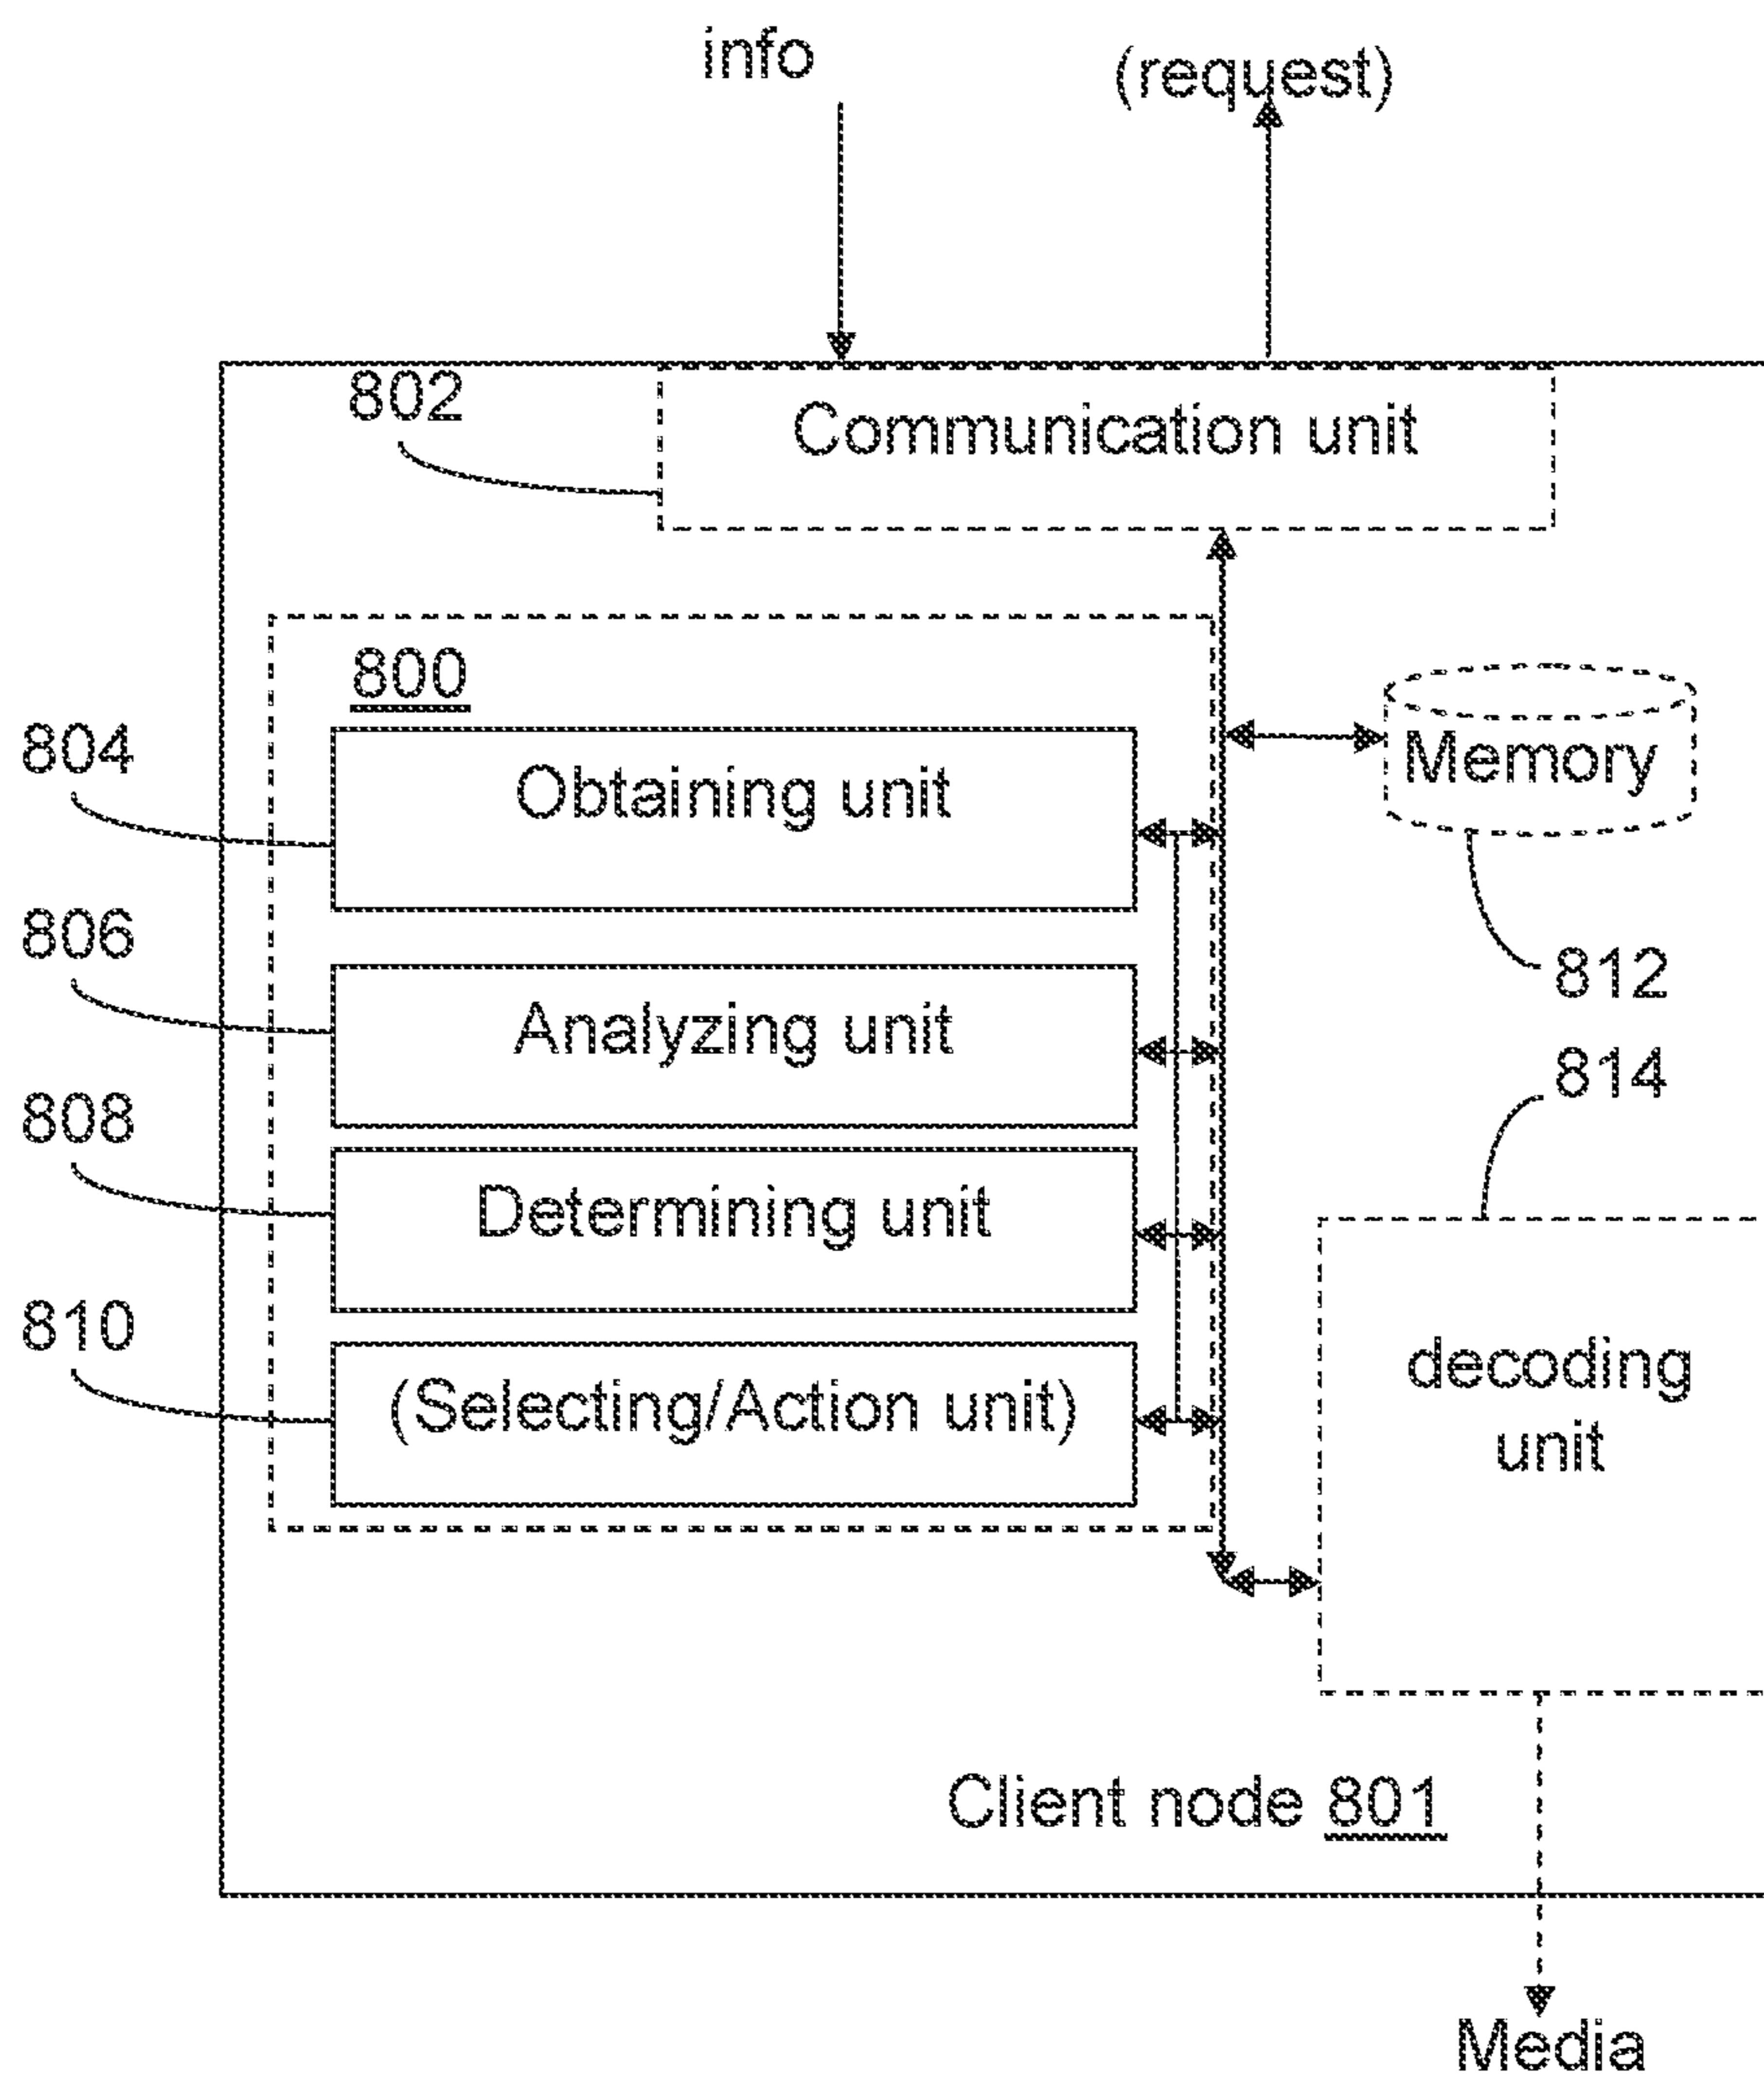 info
(request)
802
Communication unit
800
804
Obtaining unit
Memory
806
Analyzing unit
812
814
808
Determining unit
810
(Selecting/Action unit)
decoding
unit
Client node 801
Media